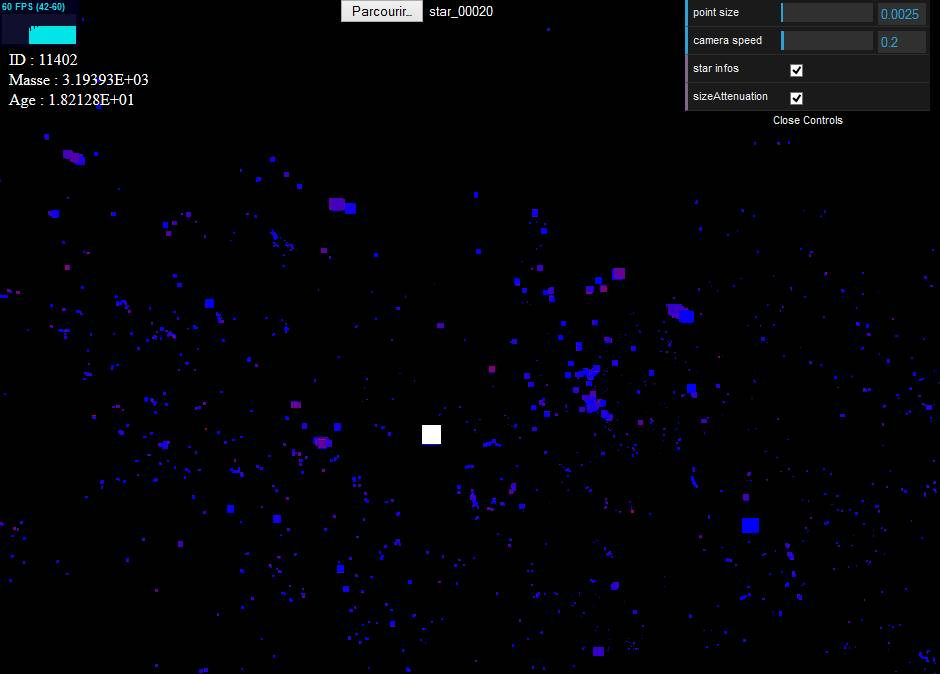 60 FPS (42-60)
Parcourir... star_00020
ID : 11402
Masse : 3.19393E+03
Age : 1.82128E+01
point size 0.0025
camera speed 0.2
star infos
sizeAttenuation
Close Controls